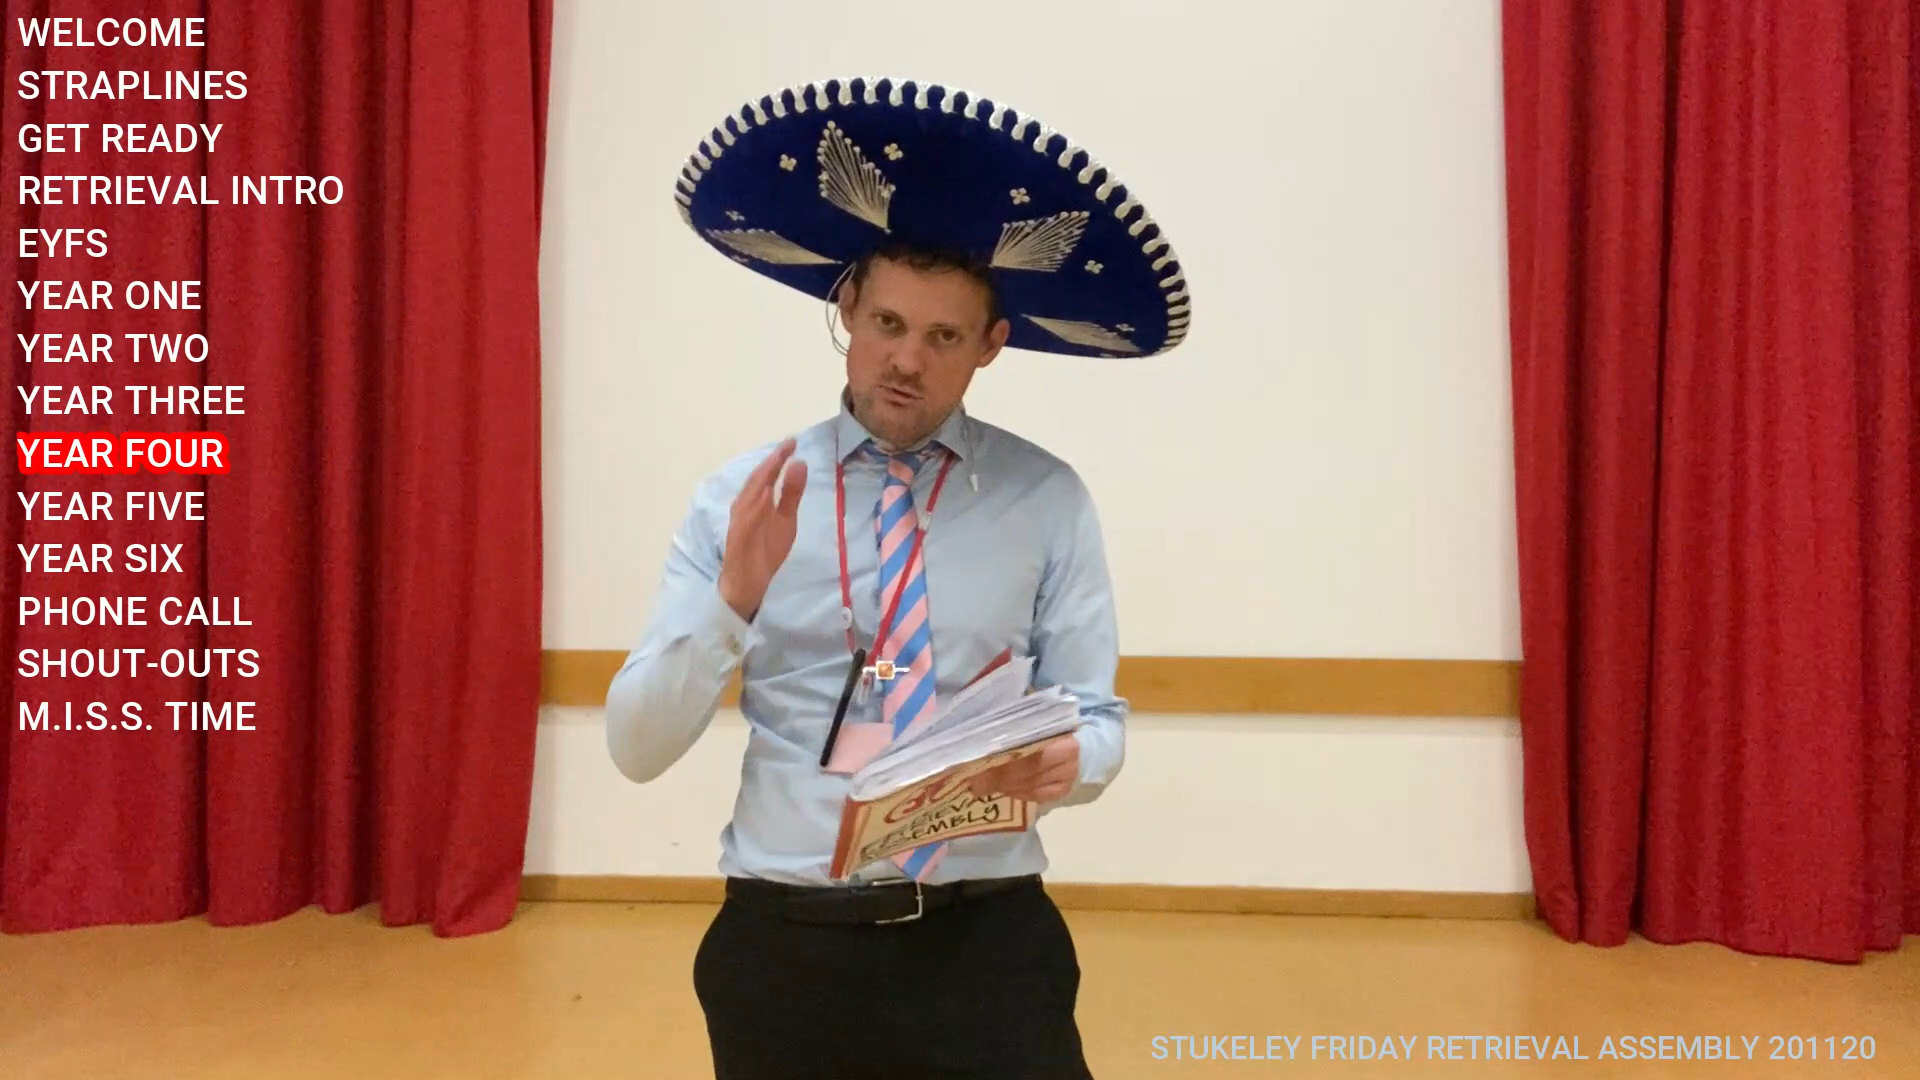 WELCOME
STRAPLINES
GET READY
RETRIEVAL INTRO
EYFS
YEAR ONE
YEAR TWO
YEAR THREE
YEAR FOUR
YEAR FIVE
YEAR SIX
PHONE CALL
SHOUT-OUTS
M.I.S.S. TIME
STUKELEY FRIDAY RETRIEVAL ASSEMBLY 201120